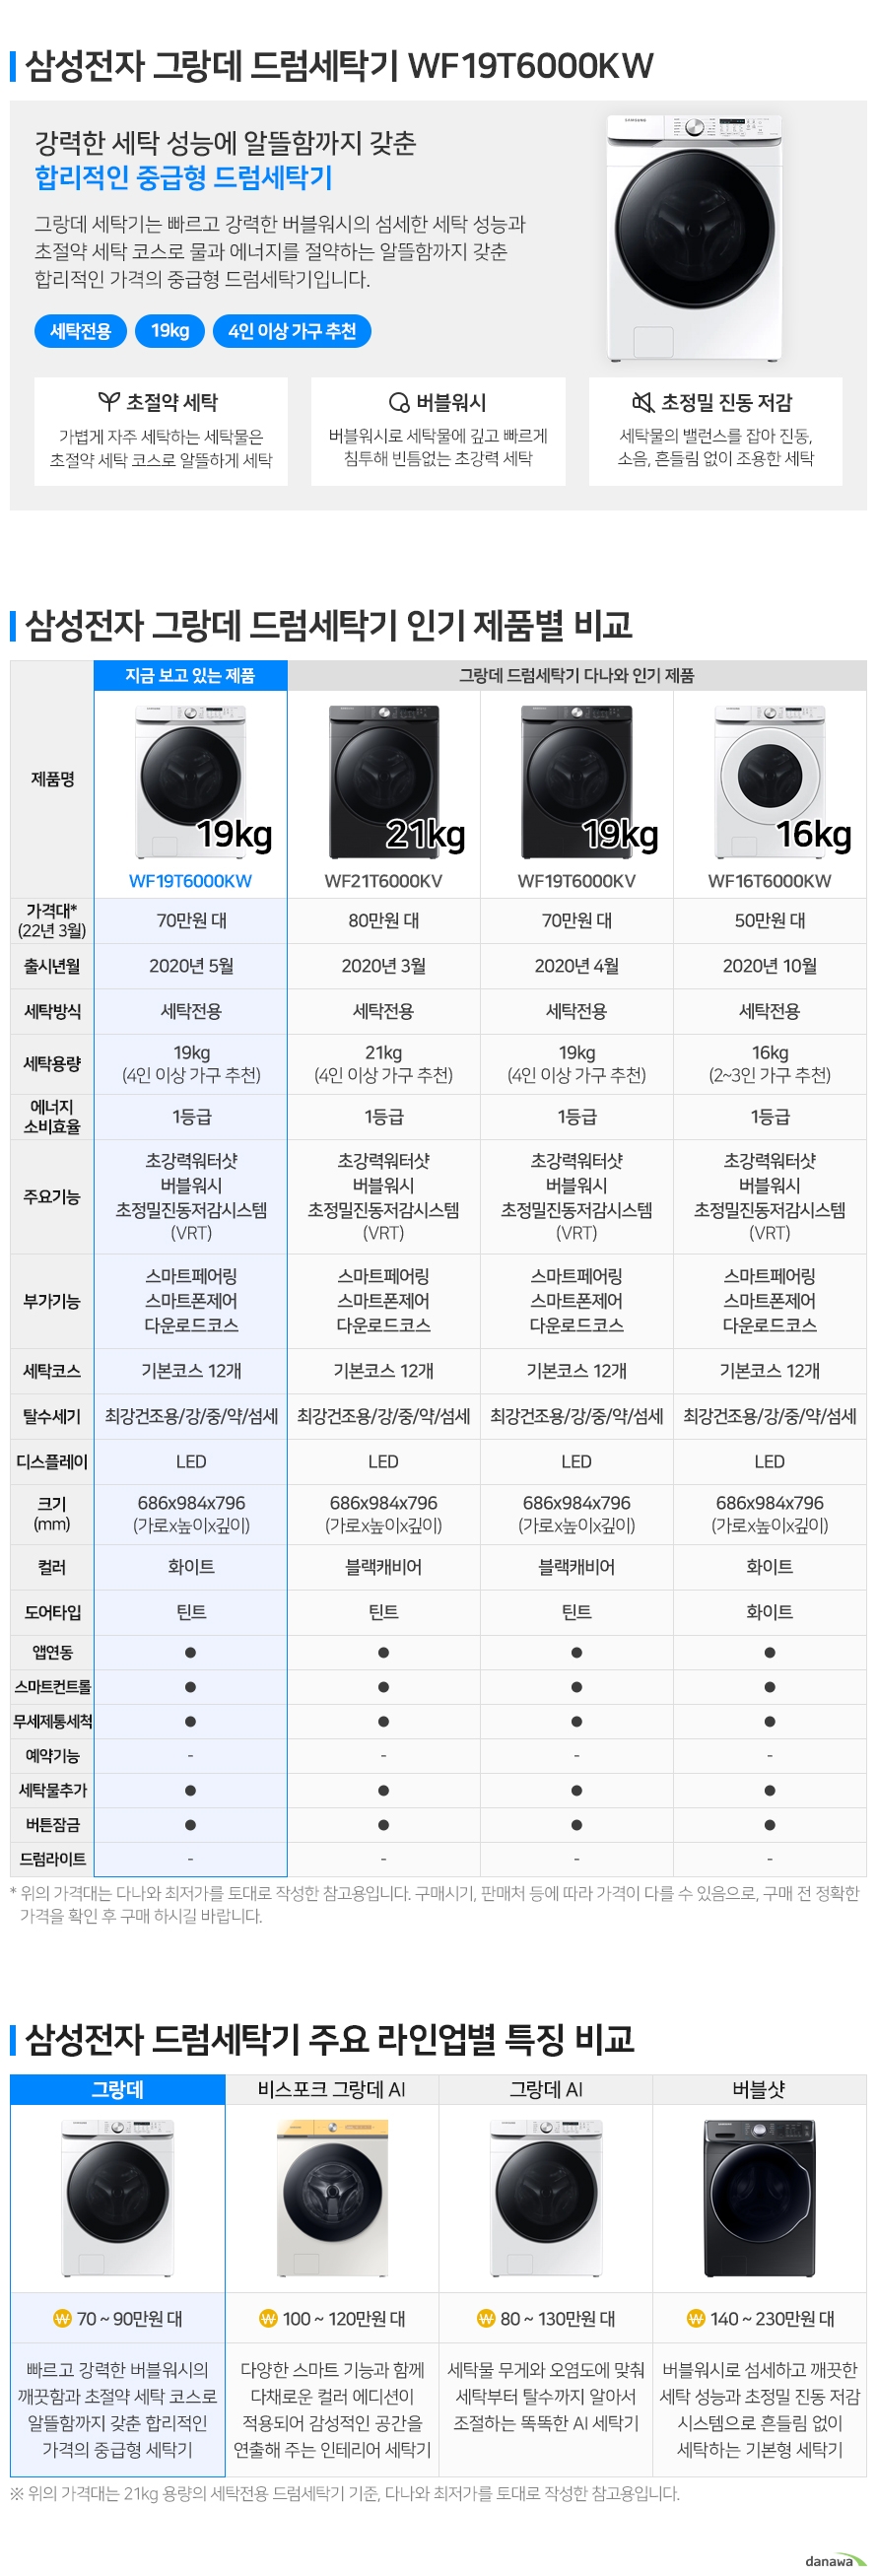 삼성전자 그랑데 드럼세탁기 WF19T6000KW
강력한 세탁 성능에 알뜰함까지 갖춘
합리적인 중급형 드럼세탁기
그랑데 세탁기는 빠르고 강력한 버블워시의 섬세한 세탁 성능과
초절약 세탁 코스로 물과 에너지를 절약하는 알뜰함까지 갖춘
합리적인 가격의 중급형 드럼세탁기입니다.
세탁전용 19kg 4인 이상 가구 추천
SAMSUNG
초절약 세탁
가볍게 자주 세탁하는 세탁물은
초절약 세탁 코스로 알뜰하게 세탁
버블워시
버블워시로 세탁물에 깊고 빠르게
침투해 빈틈없는 초강력 세탁
초정밀 진동 저감
세탁물의 밸런스를 잡아 진동,
소음, 흔들림 없이 조용한 세탁
삼성전자 그랑데 드럼세탁기 인기 제품별 비교
지금 보고 있는 제품 그랑데 드럼세탁기 다나와 인기 제품
제품명
19kg 21kg 19kg 16kg
WF19T6000KW WF21T6000KV WF19T6000KV WF16T6000KW
가격대*
(22년 3월) 70만원 대 80만원 대 70만원 대 50만원 대
출시년월 2020년 5월 2020년 3월 2020년 4월 2020년 10월
세탁방식 세탁전용 세탁전용 세탁전용 세탁전용
세탁용량 19kg 21kg 19kg 16kg
(4인 이상 가구 추천) (4인 이상 가구 추천) (4인 이상 가구 추천) (2~3인 가구 추천)
에너지
소비효율 1등급 1등급 1등급 1등급
주요기능
초강력워터샷 초강력워터샷 초강력워터샷 초강력워터샷
버블워시 버블워시 버블워시 버블워시
초정밀진동저감시스템 초정밀진동저감시스템 초정밀진동저감시스템 초정밀진동저감시스템
(VRT) (VRT) (VRT) (VRT)
부가기능
스마트페어링 스마트페어링 스마트페어링 스마트페어링
스마트폰제어 스마트폰제어 스마트폰제어 스마트폰제어
다운로드코스 다운로드코스 다운로드코스 다운로드코스
세탁코스 기본코스 12개 기본코스 12개 기본코스 12개 기본코스 12개
탈수세기 최강건조용/강/중/약/섬세 최강건조용/강/중/약/섬세 최강건조용/강/중/약/섬세 최강건조용/강/중/약/섬세
디스플레이 LED LED LED LED
크기 686x984x796 686x984x796 686x984x796 686x984x796
(mm) (가로x높이x깊이) (가로x높이x깊이) (가로x높이x깊이) (가로x높이x깊이)
컬러 화이트 블랙캐비어 블랙캐비어 화이트
도어타입 틴트 틴트 틴트 화이트
앱연동 ● ● ● ●
스마트컨트롤 ● ● ● ●
무세제통세척 ● ● ● ●
예약기능 - - - -
세탁물추가 ● ● ● ●
버튼잠금 ● ● ● ●
드럼라이트 - - - -
* 위의 가격대는 다나와 최저가를 토대로 작성한 참고용입니다. 구매시기, 판매처 등에 따라 가격이 다를 수 있음으로, 구매 전 정확한
가격을 확인 후 구매 하시길 바랍니다.
삼성전자 드럼세탁기 주요 라인업별 특징 비교
그랑데 비스포크 그랑데 AI 그랑데 AI 버블샷
₩ 70 ~ 90만원 대 ₩ 100 ~ 120만원 대 ₩ 80 ~ 130만원 대 ₩ 140 ~ 230만원 대
빠르고 강력한 버블워시의
깨끗함과 초절약 세탁 코스로
알뜰함까지 갖춘 합리적인
가격의 중급형 세탁기
다양한 스마트 기능과 함께
다채로운 컬러 에디션이
적용되어 감성적인 공간을
연출해 주는 인테리어 세탁기
세탁물 무게와 오염도에 맞춰
세탁부터 탈수까지 알아서
조절하는 똑똑한 AI 세탁기
버블워시로 섬세하고 깨끗한
세탁 성능과 초정밀 진동 저감
시스템으로 흔들림 없이
세탁하는 기본형 세탁기
※ 위의 가격대는 21kg 용량의 세탁전용 드럼세탁기 기준, 다나와 최저가를 토대로 작성한 참고용입니다.
danawa